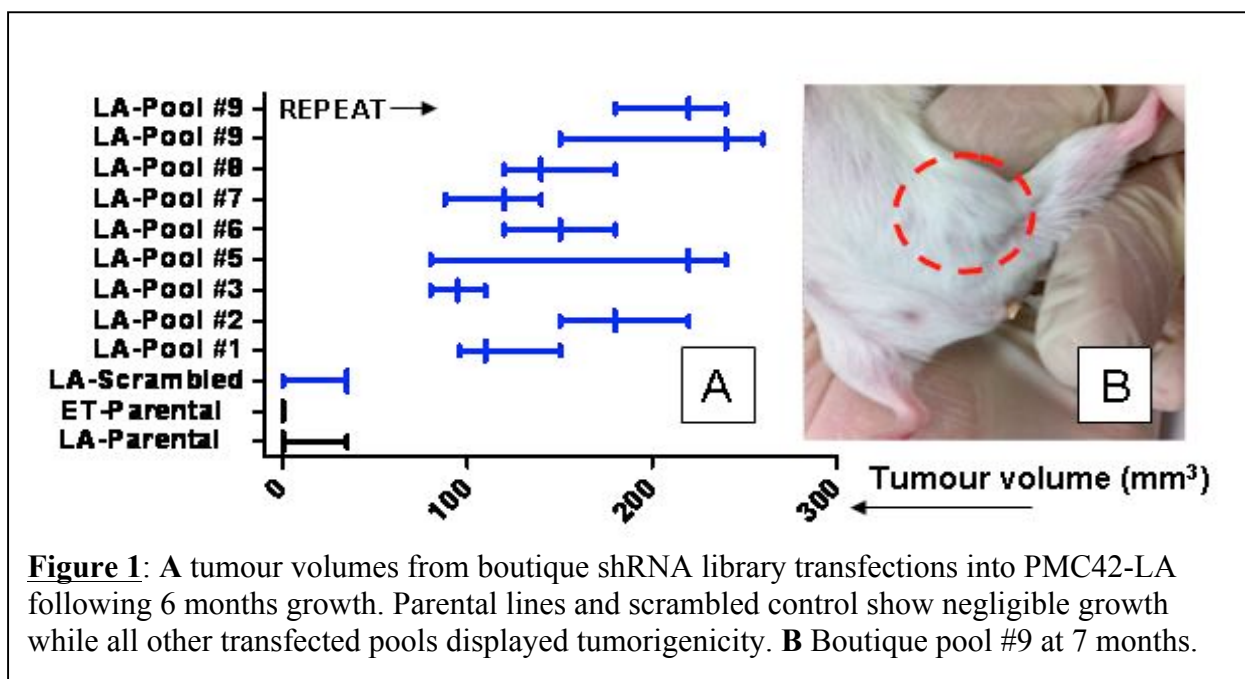 LA-Pool #9
REPEAT →
LA-Pool #9
LA-Pool #8
LA-Pool #7
LA-Pool #6
LA-Pool #5
LA-Pool #3
LA-Pool #2
LA-Pool #1
LA-Scrambled
ET-Parental
LA-Parental
A
B
0
100
200
300
Tumour volume (mm³)
Figure 1: A tumour volumes from boutique shRNA library transfections into PMC42-LA
following 6 months growth. Parental lines and scrambled control show negligible growth
while all other transfected pools displayed tumorigenicity. B Boutique pool #9 at 7 months.